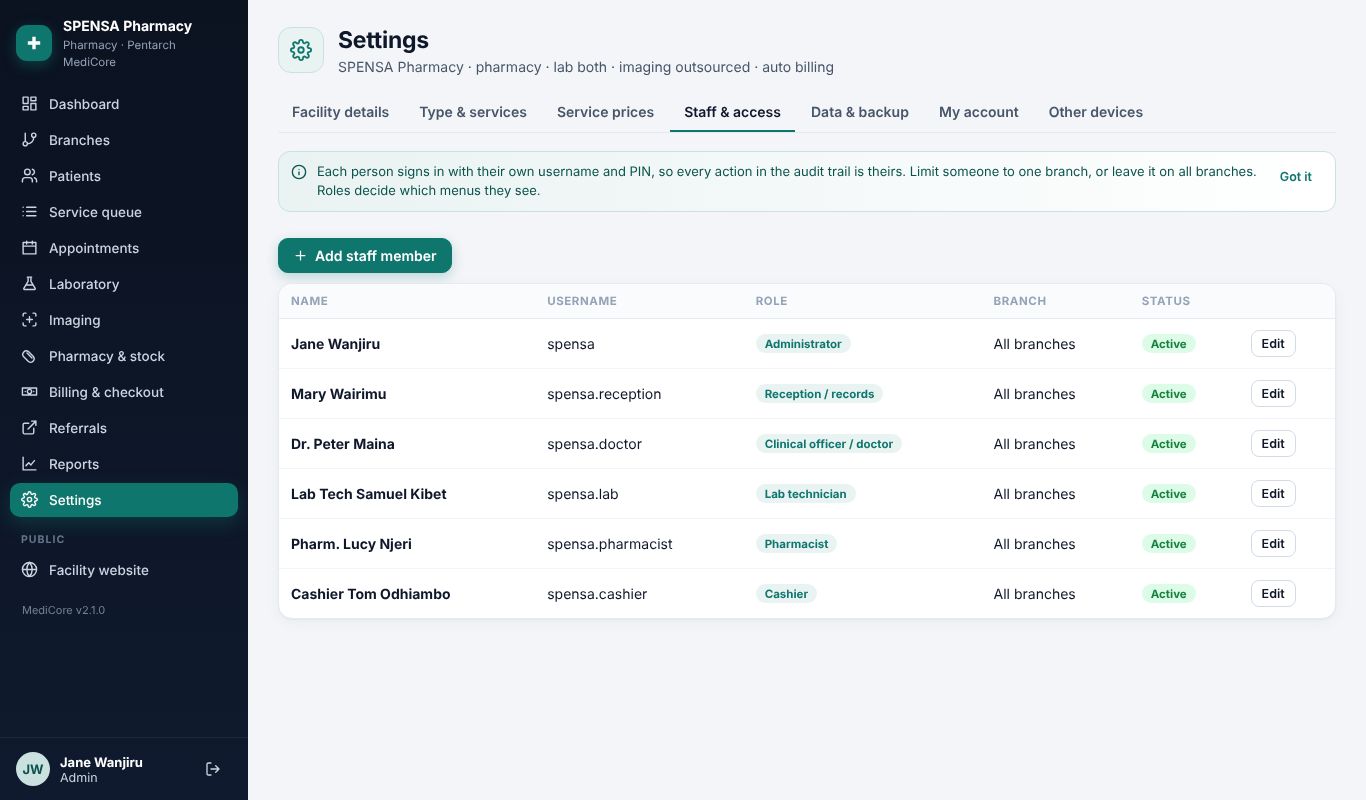 SPENSA Pharmacy
Pharmacy · Pentarch
MediCore
Dashboard
Branches
Patients
Service queue
Appointments
Laboratory
Imaging
Pharmacy & stock
Billing & checkout
Referrals
Reports
Settings
PUBLIC
Facility website
MediCore v2.1.0
JW
Jane Wanjiru
Admin
Settings
SPENSA Pharmacy · pharmacy · lab both · imaging outsourced · auto billing
Facility details Type & services Service prices Staff & access Data & backup My account Other devices
Each person signs in with their own username and PIN, so every action in the audit trail is theirs. Limit someone to one branch, or leave it on all branches.
Roles decide which menus they see.
Got it
+ Add staff member
NAME USERNAME ROLE BRANCH STATUS
Jane Wanjiru spensa Administrator All branches Active Edit
Mary Wairimu spensa.reception Reception / records All branches Active Edit
Dr. Peter Maina spensa.doctor Clinical officer / doctor All branches Active Edit
Lab Tech Samuel Kibet spensa.lab Lab technician All branches Active Edit
Pharm. Lucy Njeri spensa.pharmacist Pharmacist All branches Active Edit
Cashier Tom Odhiambo spensa.cashier Cashier All branches Active Edit